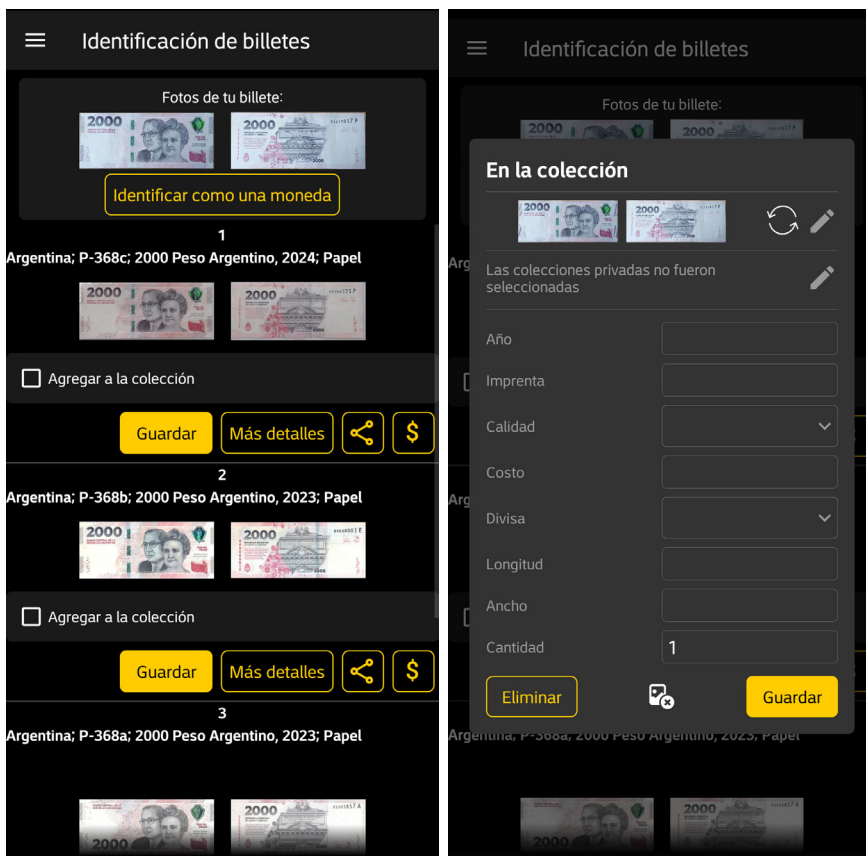 Identificación de billetes
Fotos de tu billete:
2000
2000
Identificar como una moneda
1
Argentina; P-368c; 2000 Peso Argentino, 2024; Papel
2000
2000
Agregar a la colección
Guardar
Más detalles
$
2
Argentina; P-368b; 2000 Peso Argentino, 2023; Papel
2000
2000
Agregar a la colección
Guardar
Más detalles
$
3
Argentina; P-368a; 2000 Peso Argentino, 2023; Papel
2000
2000
Identificación de billetes
Fotos de tu billete:
2000
2000
En la colección
2000
2000
Arg
Las colecciones privadas no fueron
seleccionadas
Año
Imprenta
Calidad
Costo
Arg
Divisa
Longitud
Ancho
Cantidad
1
Eliminar
Guardar
Argentina; P-368a; 2000 Peso Argentino, 2023; Papel
2000
2000